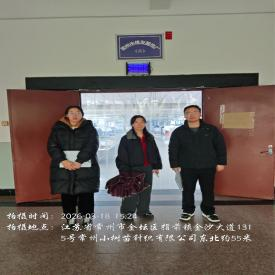 拍摄时间：2026-03-18 15:28
拍摄地点：江苏省常州市金坛区指前镇金沙大道131
5号常州小树苗针织有限公司东北约55米